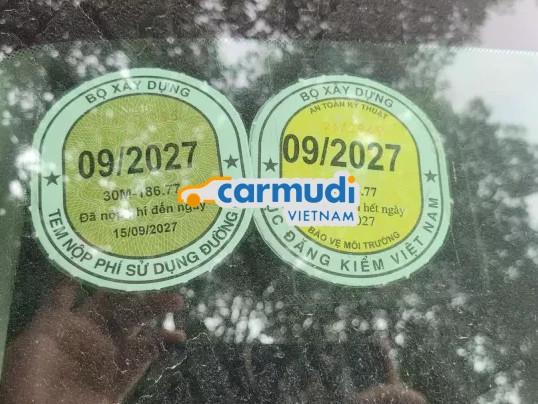 BỘ XÂY DỰNG
09/2027
30M-186.77
Đã nộp phí đến ngày
15/09/2027
TEM NỘP PHÍ SỬ DỤNG ĐƯỜNG
BỘ XÂY DỰNG
AN TOÀN KỸ THUẬT
09/2027
.77
hết ngày
027
BẢO VỆ MÔI TRƯỜNG
ỤC ĐĂNG KIỂM VIỆT NAM
carmudi
VIETNAM